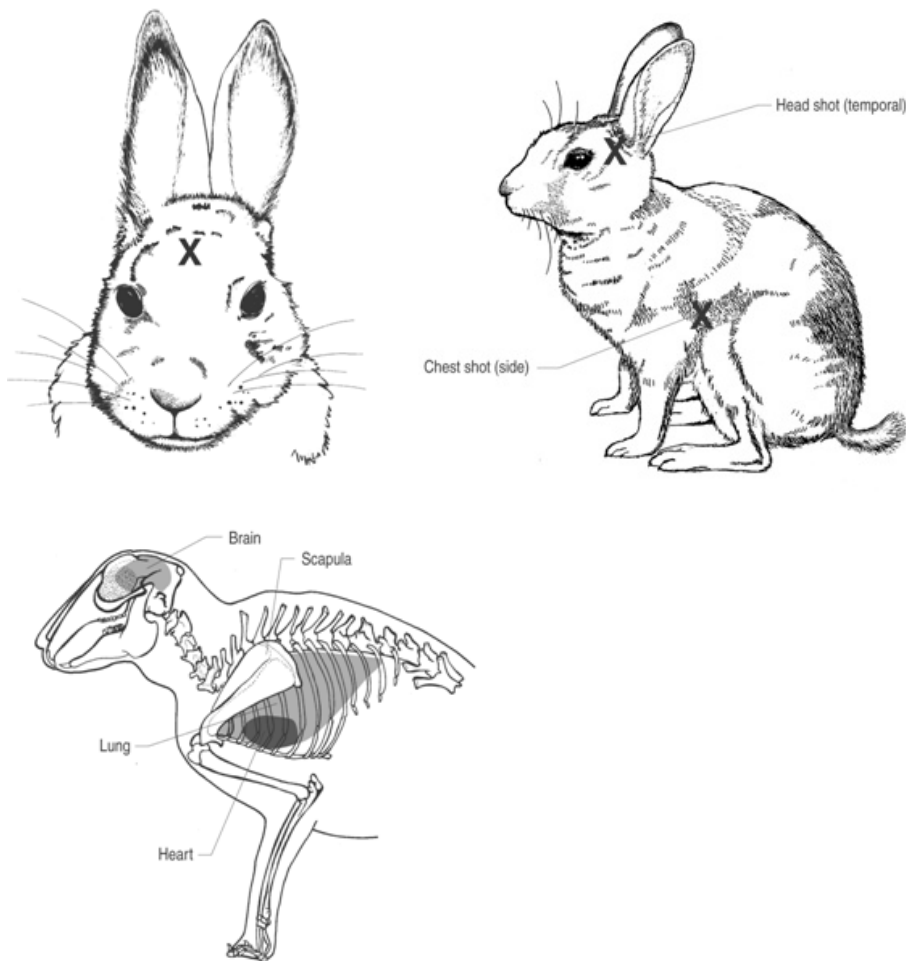 X
Head shot (temporal)
X
X
Chest shot (side)
Brain
Scapula
Lung
Heart